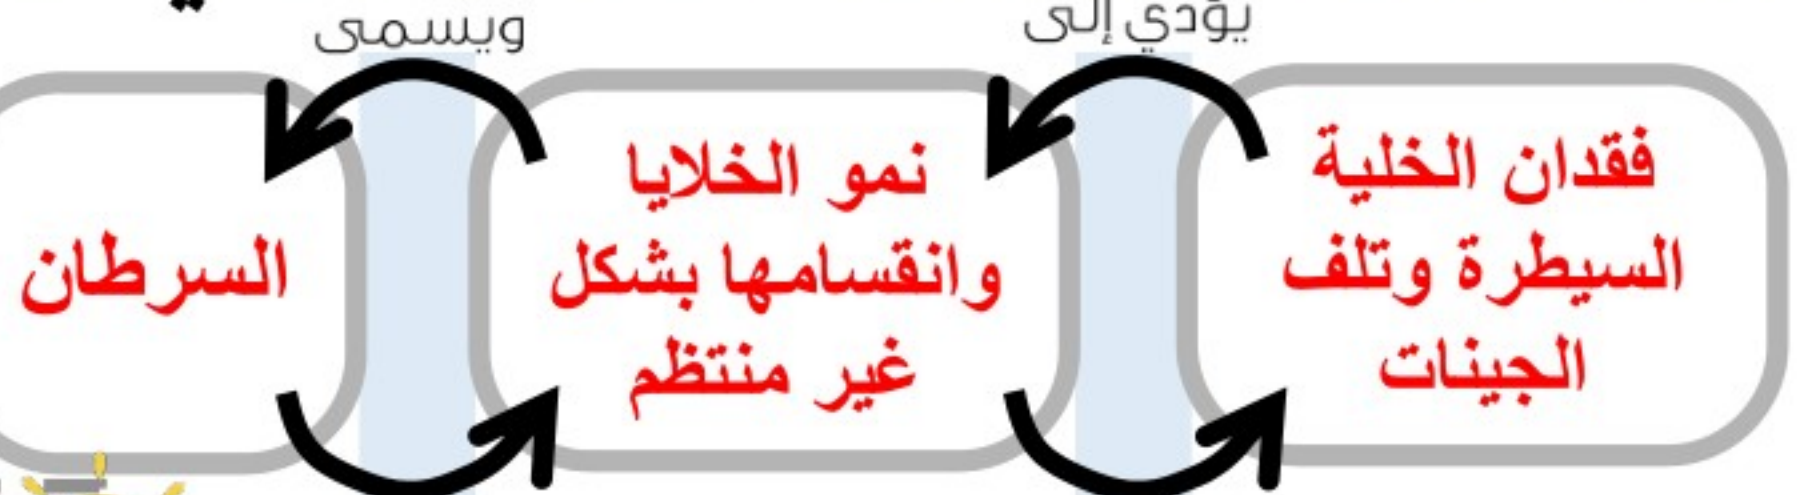 يؤدي إلى
ويسمى
فقدان الخلية
السيطرة وتلف
الجينات
نمو الخلايا
وانقسامها بشكل
غير منتظم
السرطان